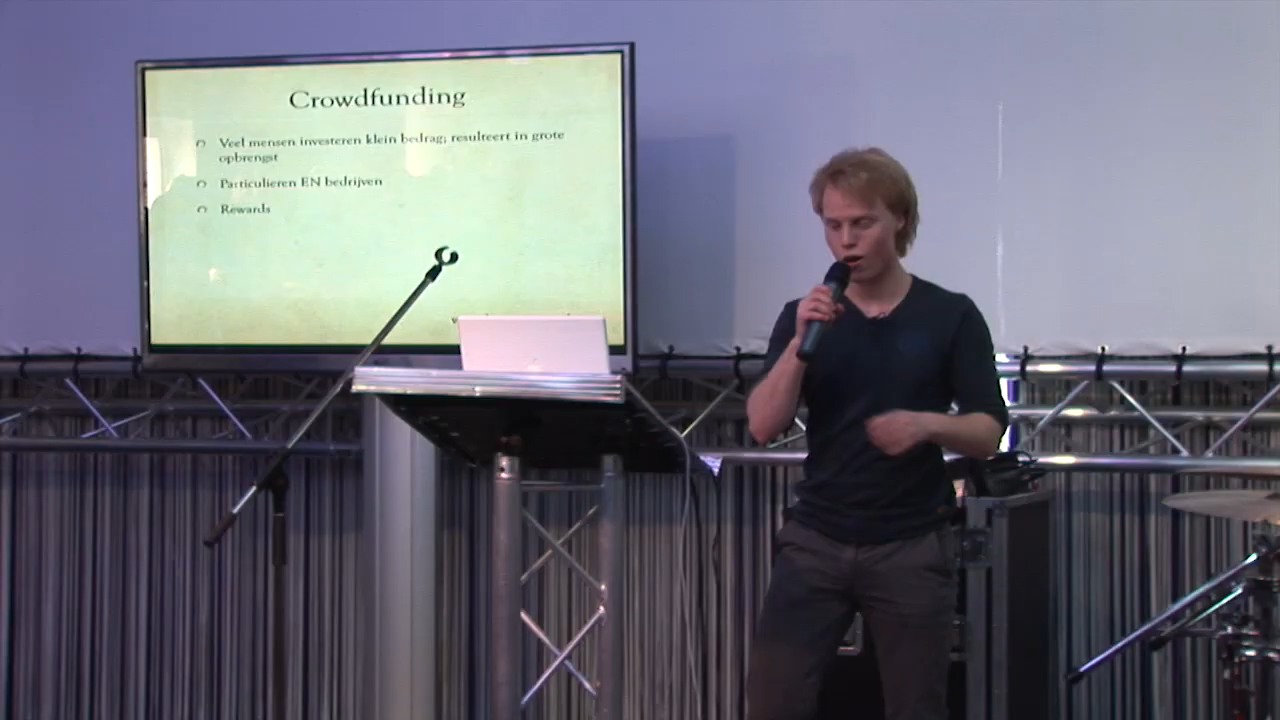 Crowdfunding
Veel mensen investeren klein bedrag; resulteert in grote
opbrengst
Particulieren EN bedrijven
Rewards